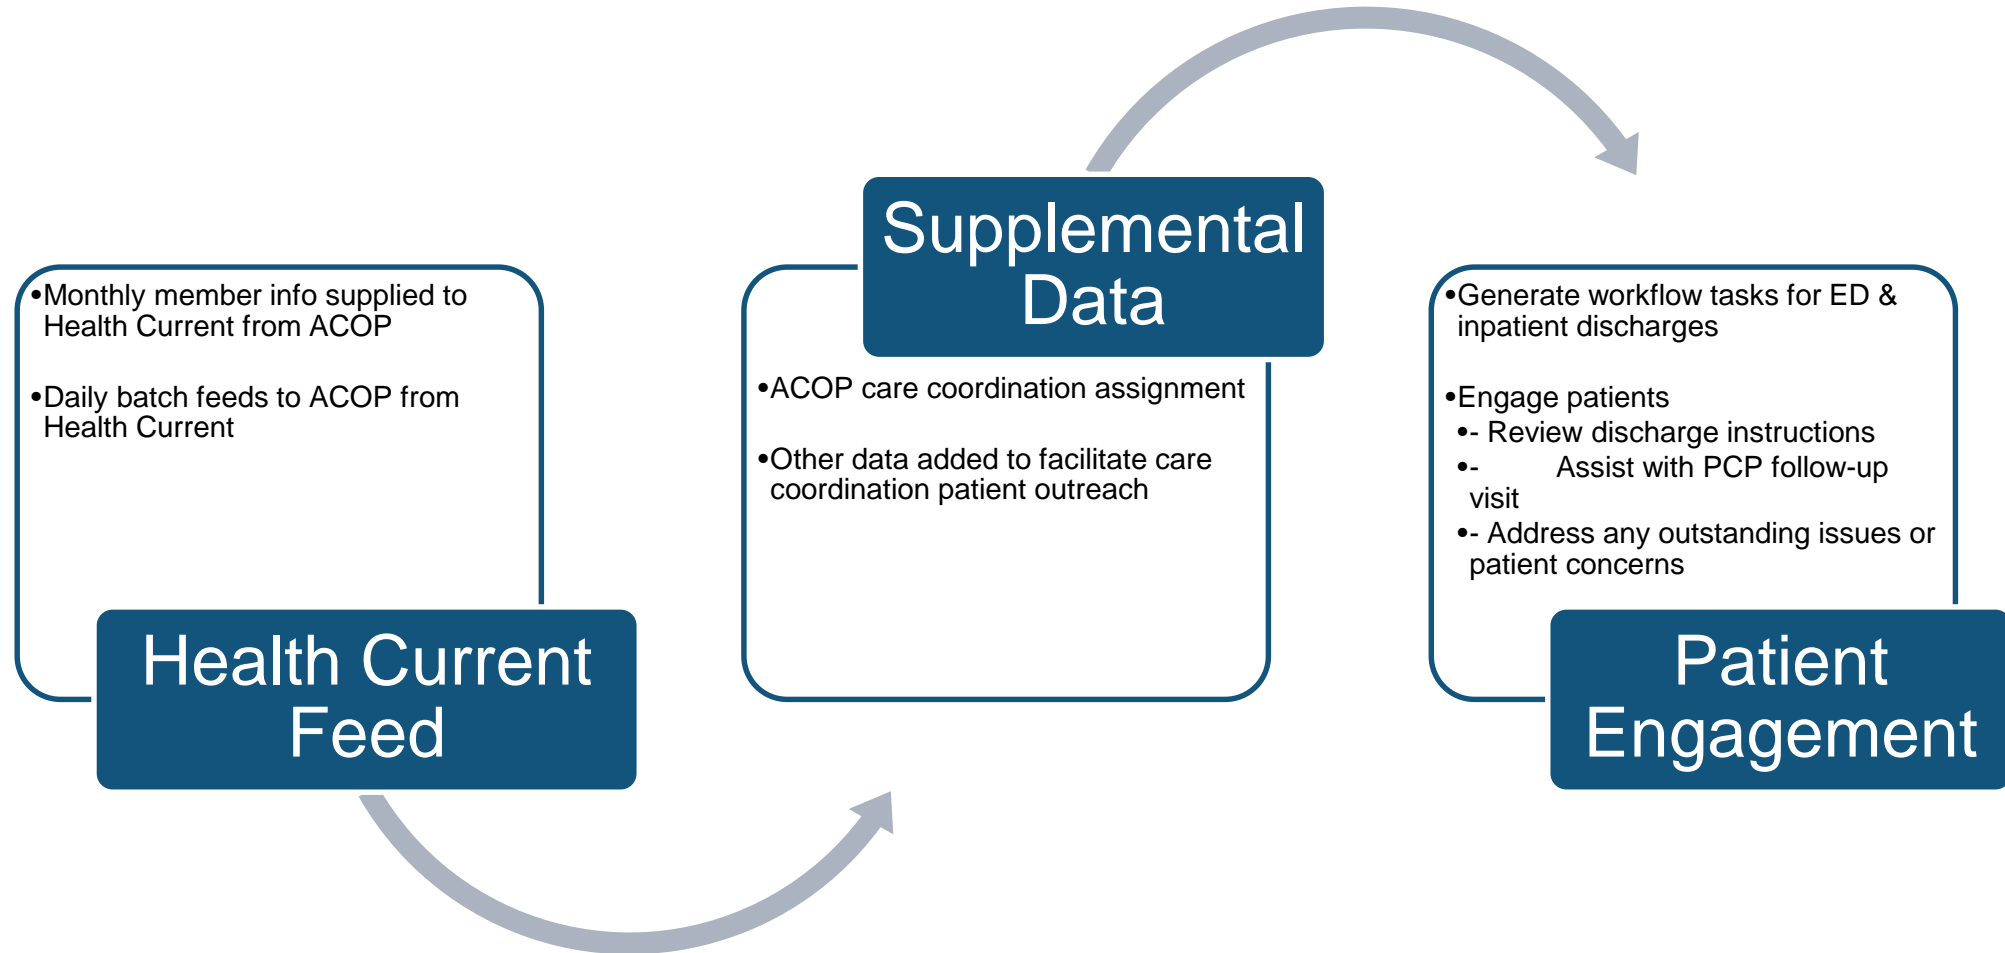 •Monthly member info supplied to
Health Current from ACOP
•Daily batch feeds to ACOP from
Health Current
Health Current
Feed
Supplemental
Data
•ACOP care coordination assignment
•Other data added to facilitate care
coordination patient outreach
•Generate workflow tasks for ED &
inpatient discharges
•Engage patients
•- Review discharge instructions
•- Assist with PCP follow-up
visit
•- Address any outstanding issues or
patient concerns
Patient
Engagement